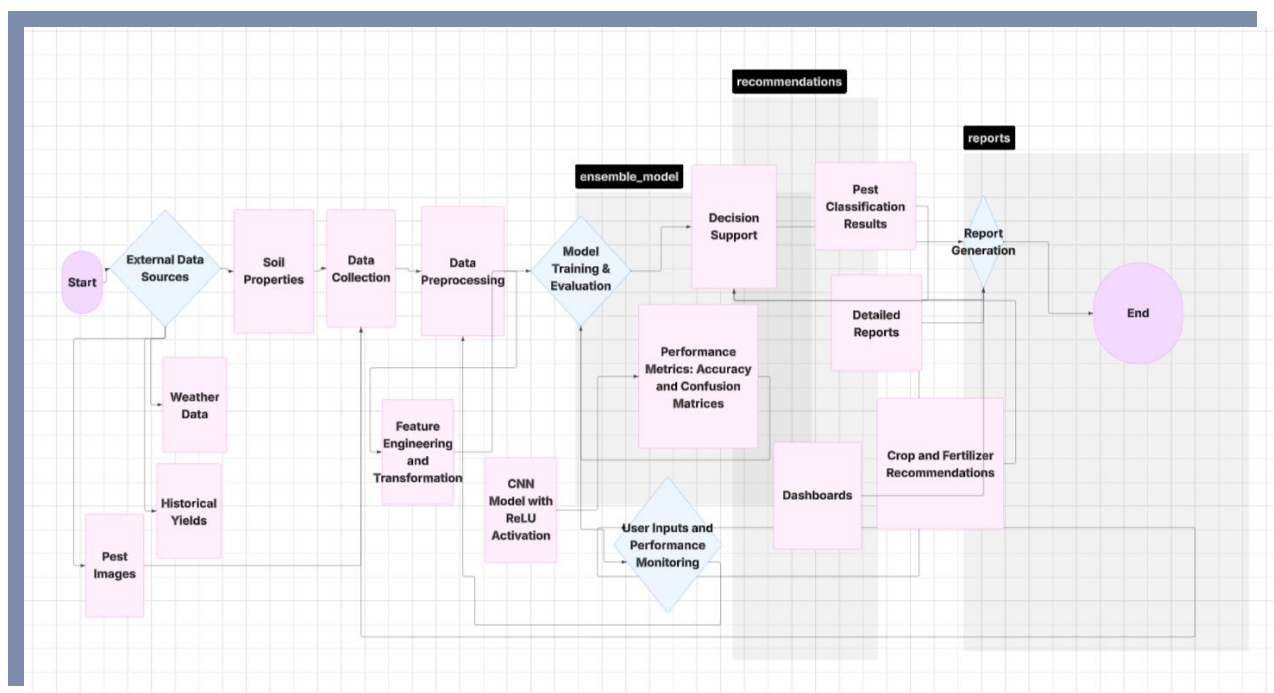 recommendations
reports
ensemble_model
Start
External Data
Sources
Soil
Properties
Data
Collection
Data
Preprocessing
Model
Training &
Evaluation
Decision
Support
Pest
Classification
Results
Report
Generation
End
Weather
Data
Historical
Yields
Pest
Images
Feature
Engineering
and
Transformation
CNN
Model with
ReLU
Activation
Performance
Metrics: Accuracy
and Confusion
Matrices
User Inputs and
Performance
Monitoring
Detailed
Reports
Dashboards
Crop and Fertilizer
Recommendations